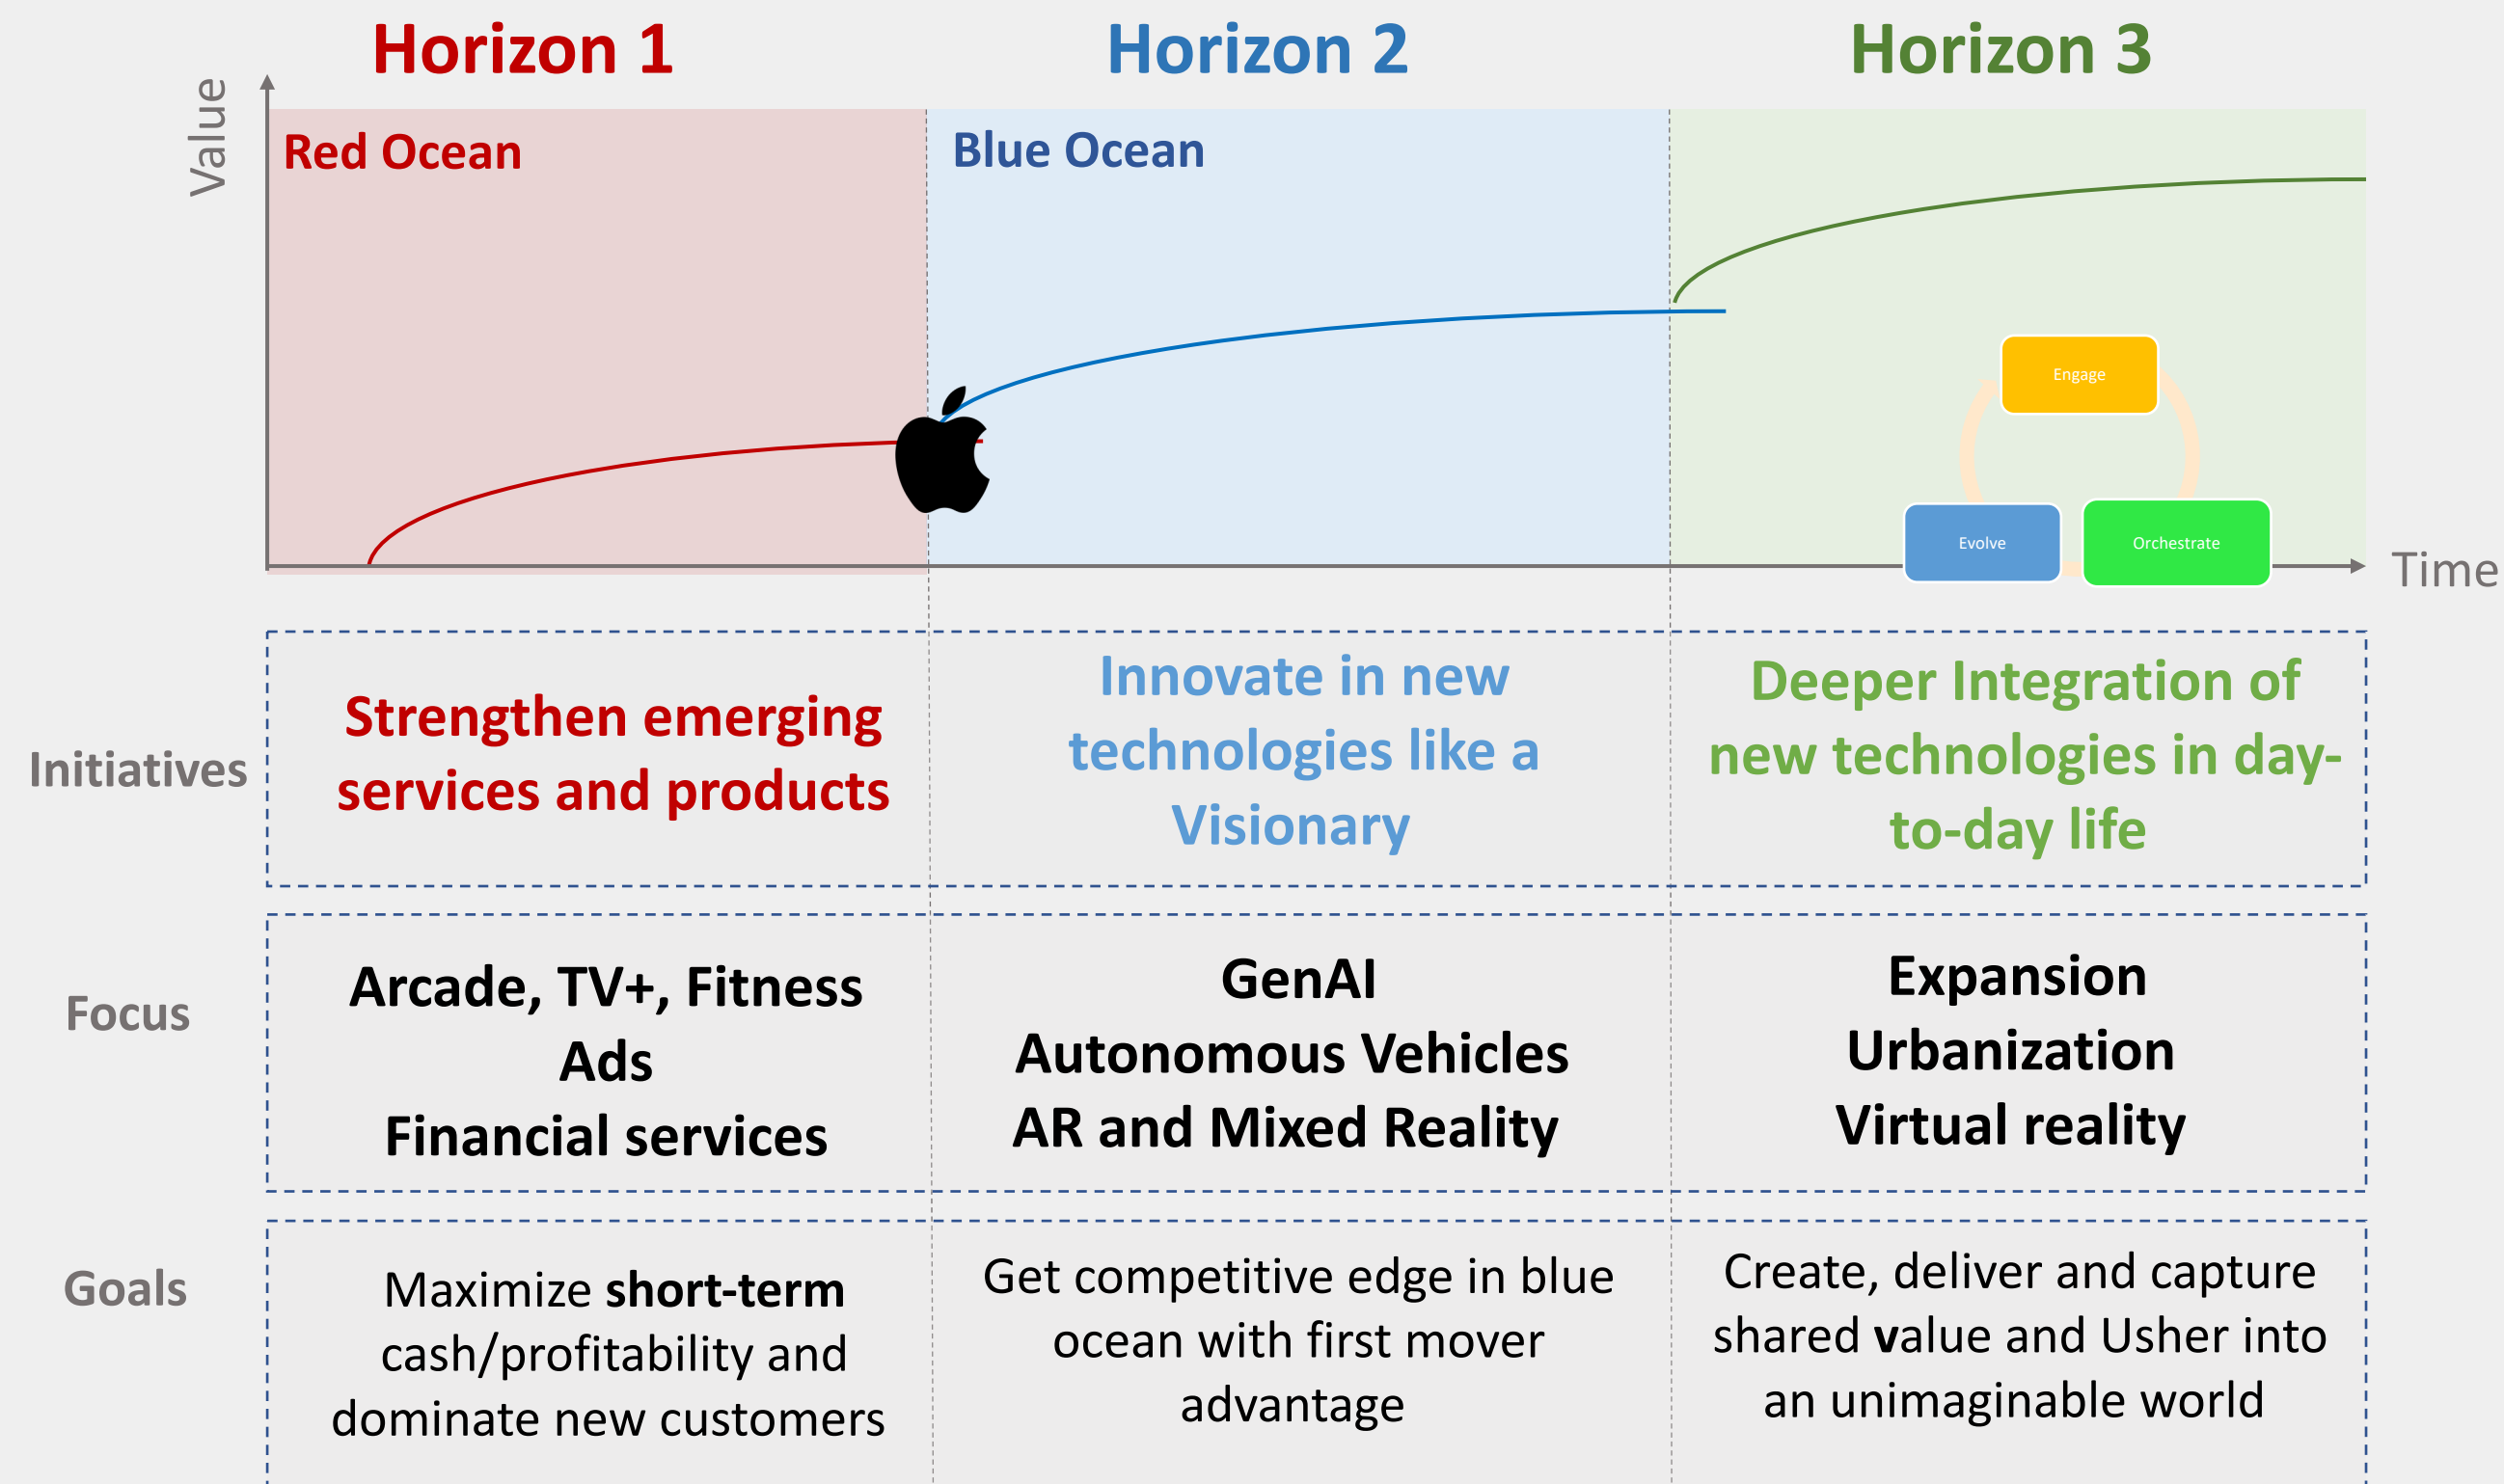 Horizon 1
Horizon 2
Horizon 3
Value
Red Ocean
Blue Ocean
Engage
Evolve
Orchestrate
Time
Initiatives
Strengthen emerging
services and products
Innovate in new
technologies like a
Visionary
Deeper Integration of
new technologies in day-
to-day life
Focus
Arcade, TV+, Fitness
Ads
Financial services
GenAI
Autonomous Vehicles
AR and Mixed Reality
Expansion
Urbanization
Virtual reality
Goals
Maximize short-term
cash/profitability and
dominate new customers
Get competitive edge in blue
ocean with first mover
advantage
Create, deliver and capture
shared value and Usher into
an unimaginable world